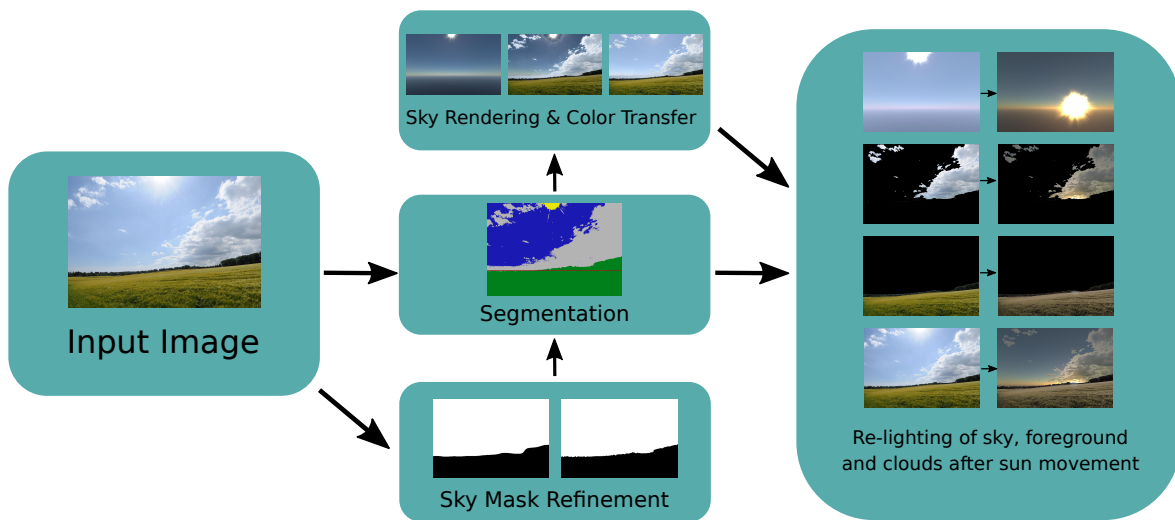 Input Image
Sky Rendering & Color Transfer
Segmentation
Sky Mask Refinement
Re-lighting of sky, foreground
and clouds after sun movement